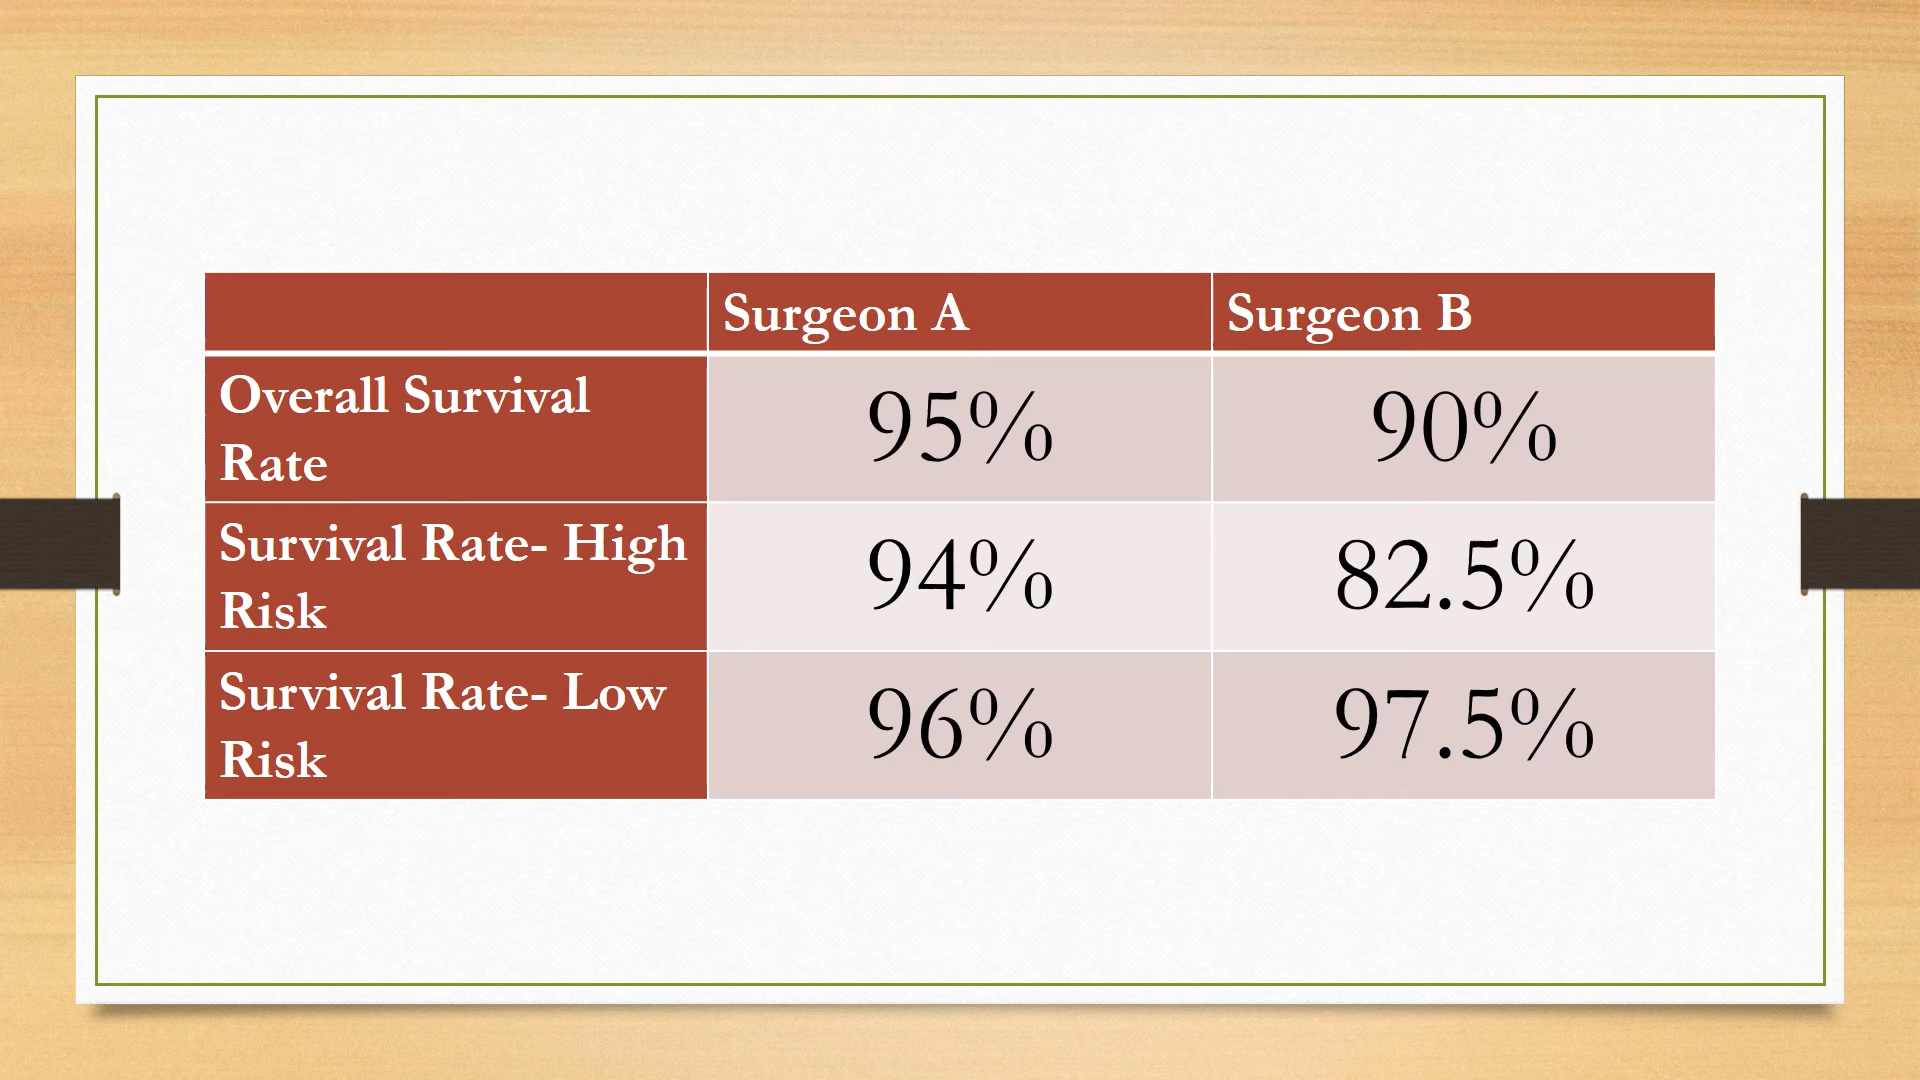 Surgeon A
Surgeon B
Overall Survival
Rate
95%
90%
Survival Rate- High
Risk
94%
82.5%
Survival Rate- Low
Risk
96%
97.5%